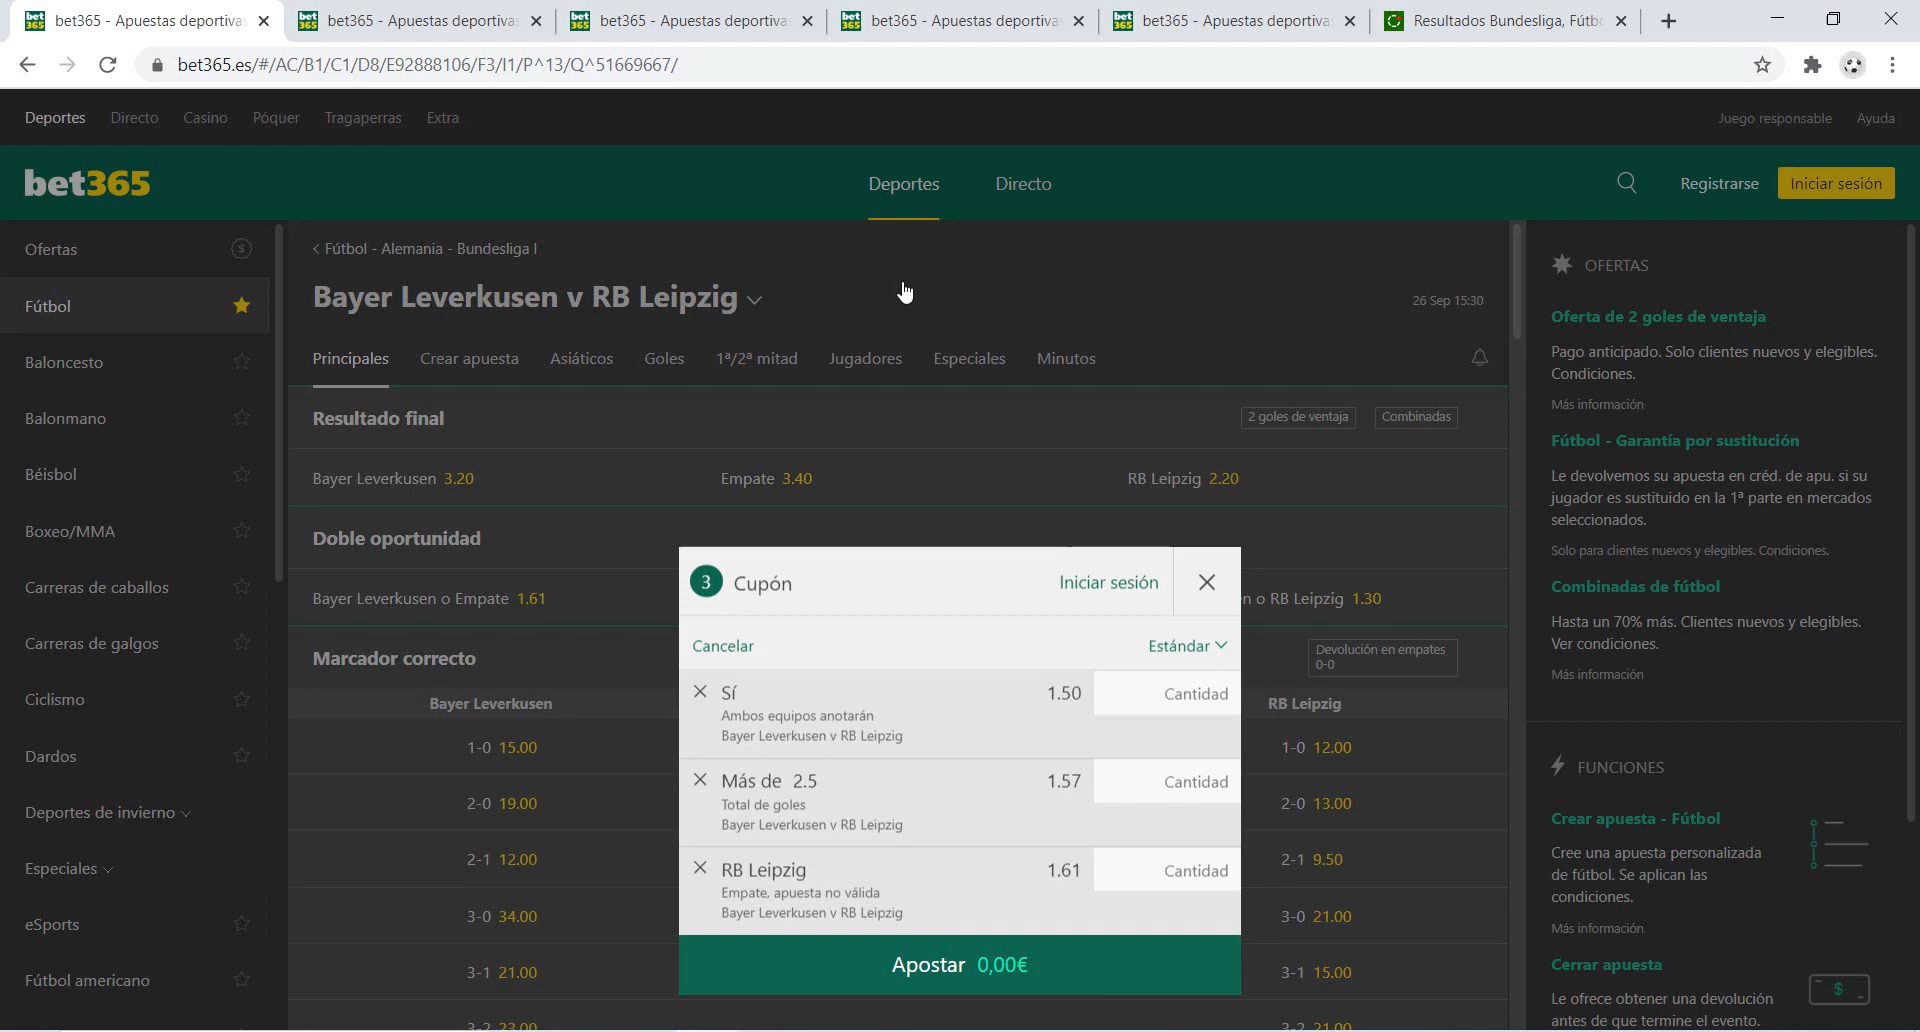 bet365 - Apuestas deportivas
bet365 - Apuestas deportivas
bet365 - Apuestas deportiva
bet365 - Apuestas deportiva
bet365 - Apuestas deportiva
Resultados Bundesliga, Fútb
bet365.es/#/AC/B1/C1/D8/E92888106/F3/I1/P^13/Q^51669667/
Deportes Directo Casino Póquer Tragaperras Extra Juego responsable Ayuda
bet365 Deportes Directo Registrarse Iniciar sesión
Ofertas
Fútbol
Baloncesto
Balonmano
Béisbol
Boxeo/MMA
Carreras de caballos
Carreras de galgos
Ciclismo
Dardos
Deportes de invierno
Especiales
eSports
Fútbol americano
< Fútbol - Alemania - Bundesliga I
Bayer Leverkusen v RB Leipzig
26 Sep 15:30
Principales Crear apuesta Asiáticos Goles 1ª/2ª mitad Jugadores Especiales Minutos
Resultado final 2 goles de ventaja Combinadas
Bayer Leverkusen 3.20 Empate 3.40 RB Leipzig 2.20
Doble oportunidad
Bayer Leverkusen o Empate 1.61 n o RB Leipzig 1.30
Marcador correcto
Devolución en empates
0-0
Bayer Leverkusen RB Leipzig
1-0 15.00 1-0 12.00
2-0 19.00 2-0 13.00
2-1 12.00 2-1 9.50
3-0 34.00 3-0 21.00
3-1 21.00 3-1 15.00
3-2 23.00 3-2 21.00
3 Cupón Iniciar sesión
Cancelar Estándar
Sí 1.50 Cantidad
Ambos equipos anotarán
Bayer Leverkusen v RB Leipzig
Más de 2.5 1.57 Cantidad
Total de goles
Bayer Leverkusen v RB Leipzig
RB Leipzig 1.61 Cantidad
Empate, apuesta no válida
Bayer Leverkusen v RB Leipzig
Apostar 0,00€
OFERTAS
Oferta de 2 goles de ventaja
Pago anticipado. Solo clientes nuevos y elegibles.
Condiciones.
Más información
Fútbol - Garantía por sustitución
Le devolvemos su apuesta en créd. de apu. si su
jugador es sustituido en la 1ª parte en mercados
seleccionados.
Solo para clientes nuevos y elegibles. Condiciones.
Combinadas de fútbol
Hasta un 70% más. Clientes nuevos y elegibles.
Ver condiciones.
Más información
FUNCIONES
Crear apuesta - Fútbol
Cree una apuesta personalizada
de fútbol. Se aplican las
condiciones.
Más información
Cerrar apuesta
Le ofrece obtener una devolución
antes de que termine el evento.